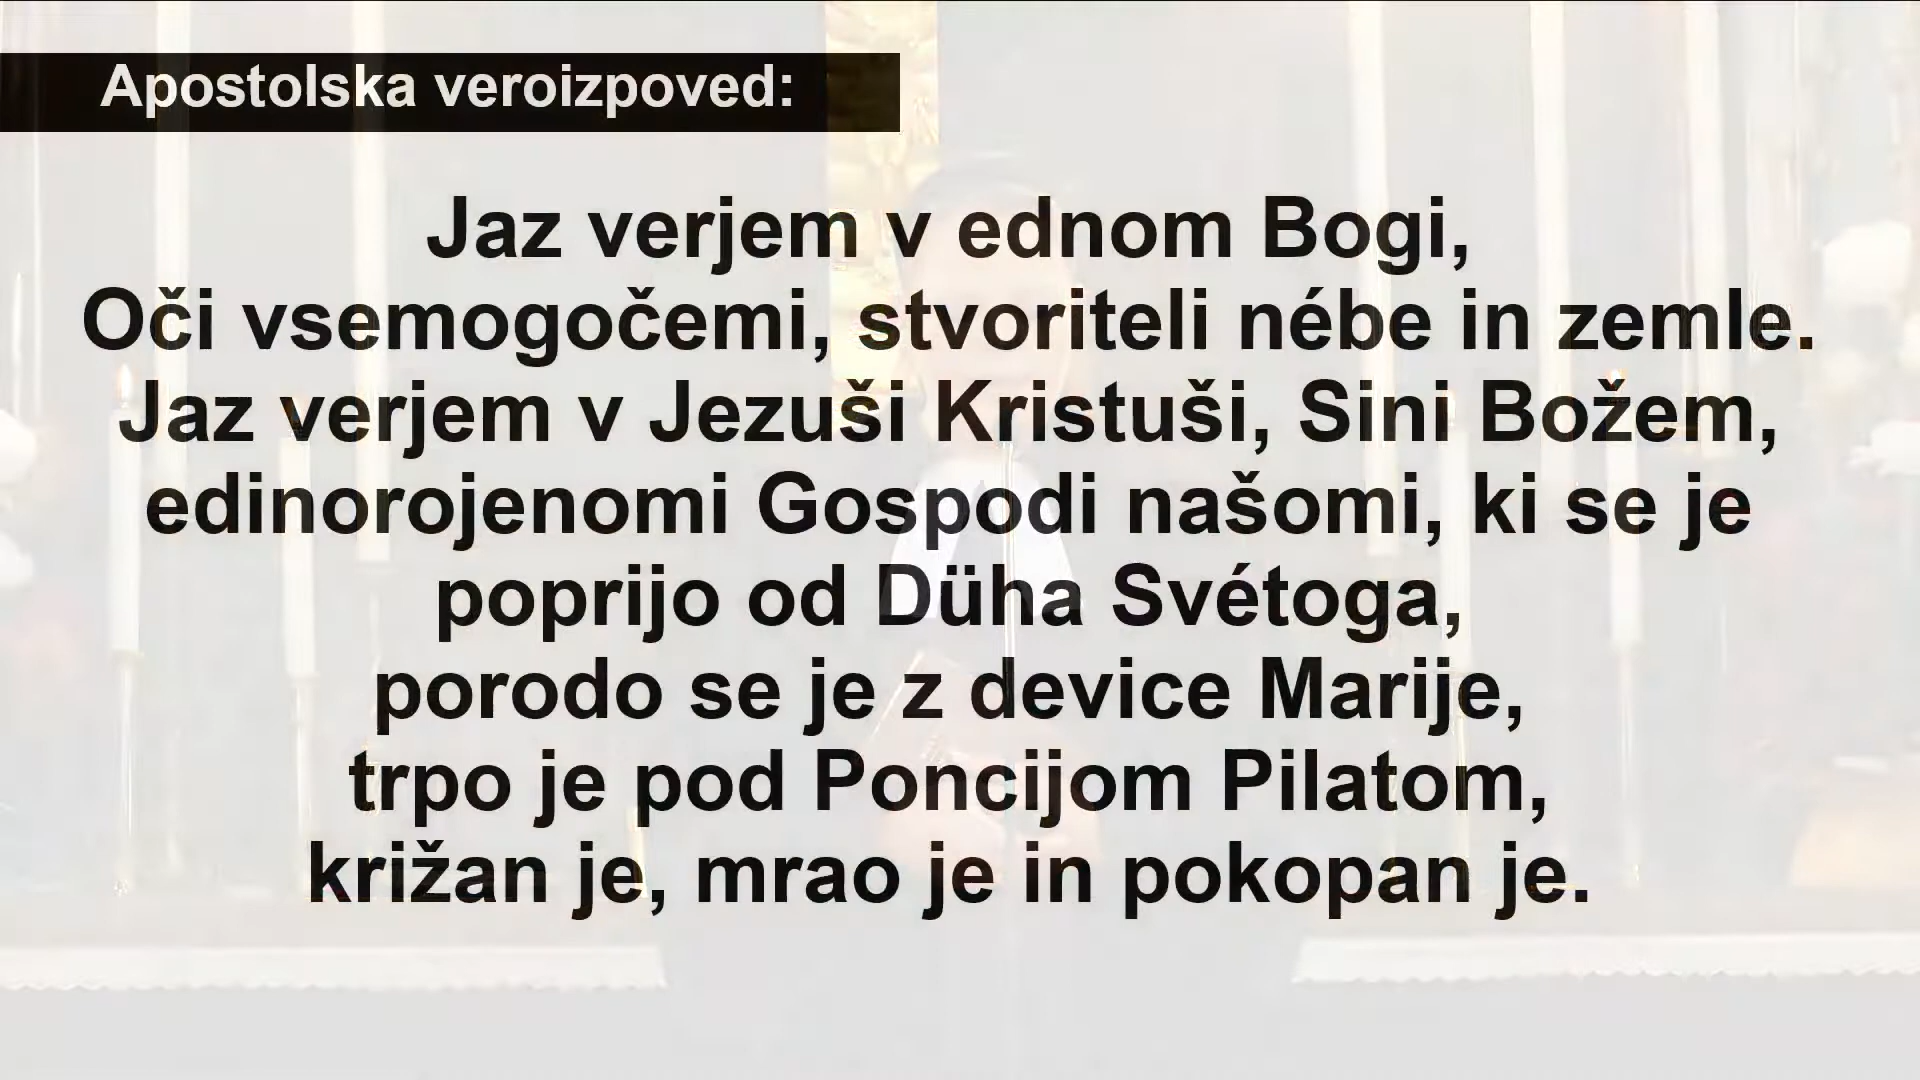 Apostolska veroizpoved:
Jaz verjem v ednom Bogi,
Oči vsemogočemi, stvoriteli nébe in zemle.
Jaz verjem v Jezuši Kristuši, Sini Božem,
edinorojenomi Gospodi našomi, ki se je
poprijo od Düha Svétoga,
porodo se je z device Marije,
trpo je pod Poncijom Pilatom,
križan je, mrao je in pokopan je.